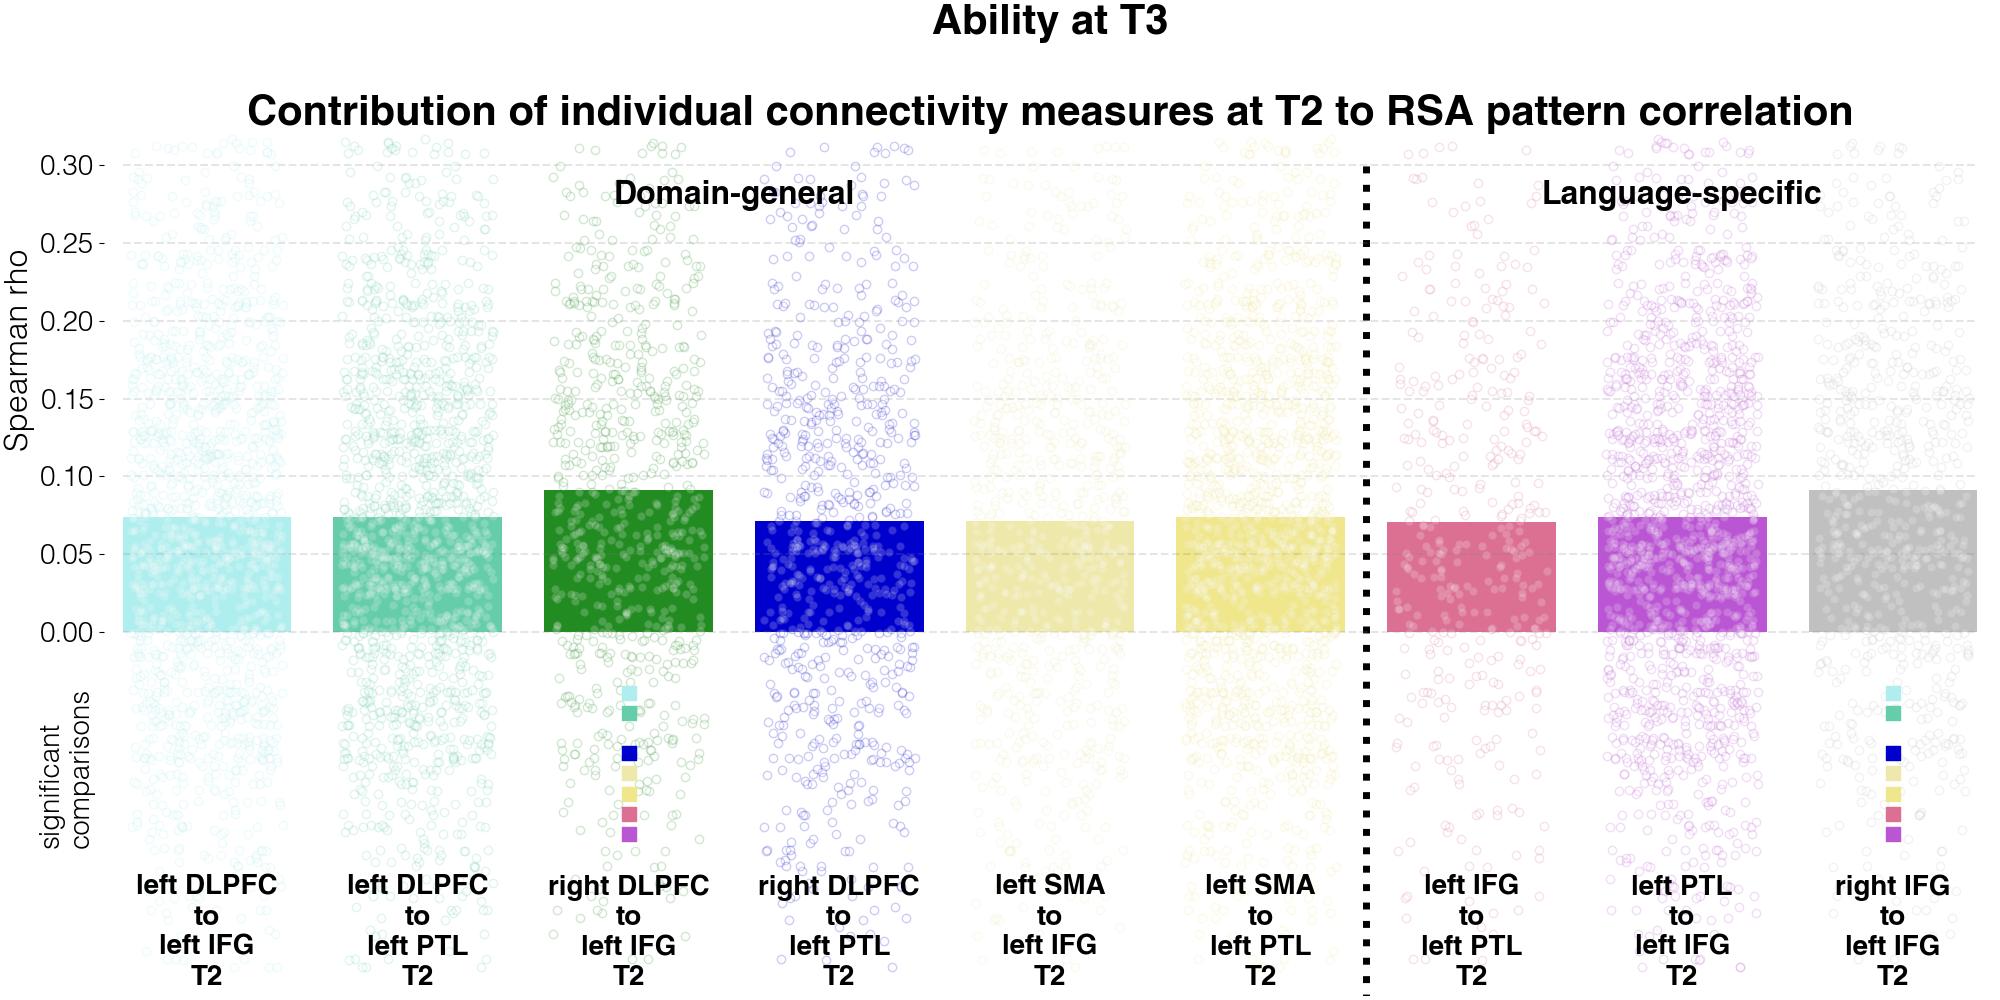 Ability at T3
Contribution of individual connectivity measures at T2 to RSA pattern correlation
Domain-general
Language-specific
Spearman rho
0.30
0.25
0.20
0.15
0.10
0.05
0.00
significant
comparisons
left DLPFC
to
left IFG
T2
left DLPFC
to
left PTL
T2
right DLPFC
to
left IFG
T2
right DLPFC
to
left PTL
T2
left SMA
to
left IFG
T2
left SMA
to
left PTL
T2
left IFG
to
left PTL
T2
left PTL
to
left IFG
T2
right IFG
to
left IFG
T2